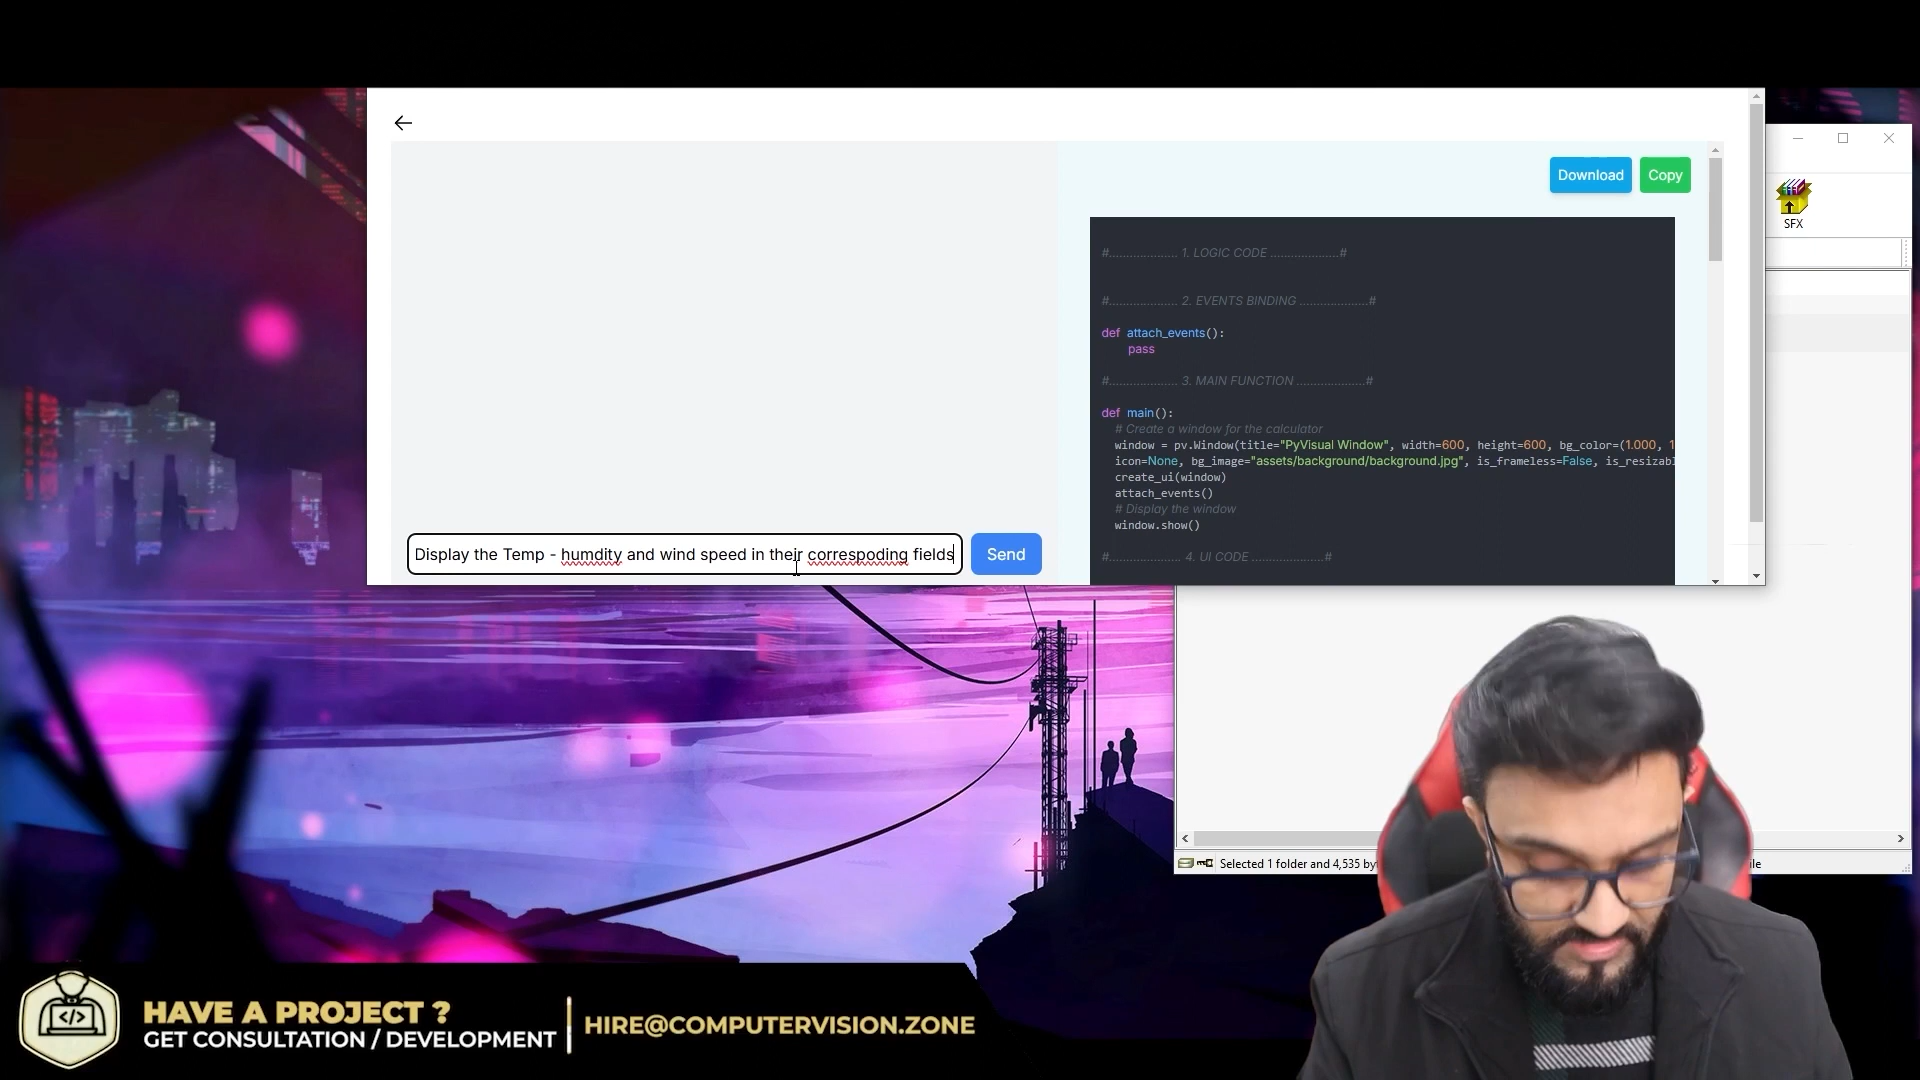 Download
Copy
SFX
#.................... 1. LOGIC CODE ....................#
#.................... 2. EVENTS BINDING ....................#
def attach_events():
pass
#.................... 3. MAIN FUNCTION ....................#
def main():
# Create a window for the calculator
window = pv.Window(title="PyVisual Window", width=600, height=600, bg_color=(1.000, 1
icon=None, bg_image="assets/background/background.jpg", is_frameless=False, is_resizabl
create_ui(window)
attach_events()
# Display the window
window.show()
#.................... 4. UI CODE ....................#
Display the Temp - humdity and wind speed in their correspoding fields
Send
Selected 1 folder and 4,535 by
ile
HAVE A PROJECT ?
GET CONSULTATION / DEVELOPMENT
HIRE@COMPUTERVISION.ZONE